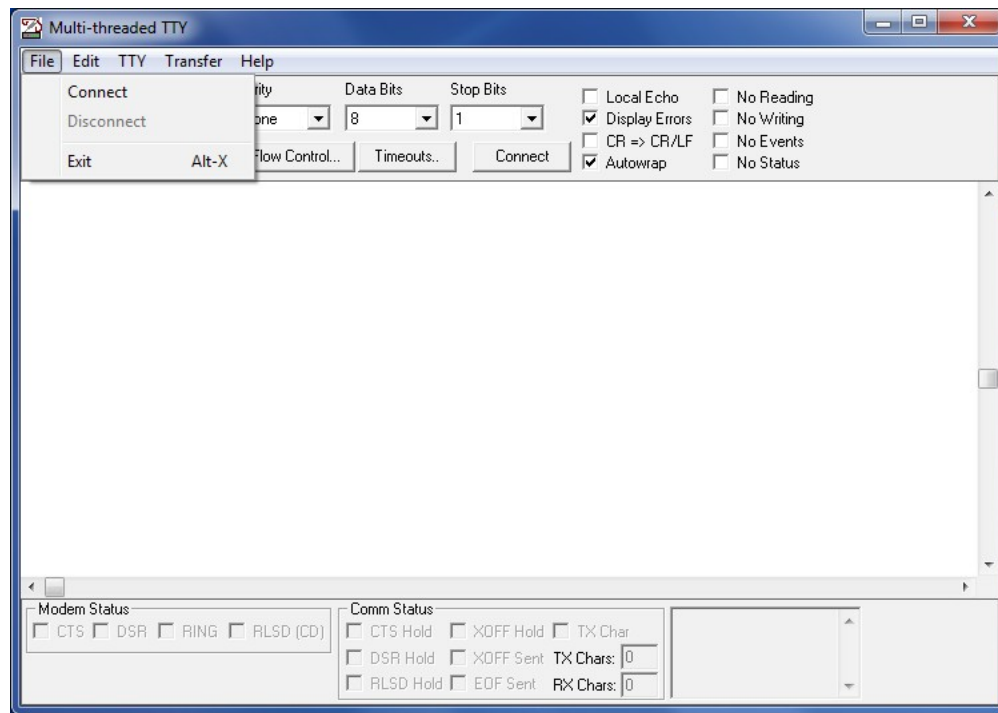 Multi-threaded TTY
File Edit TTY Transfer Help
Connect
Disconnect
Exit Alt-X
rity Data Bits Stop Bits
one 8 1
Flow Control... Timeouts.. Connect
Local Echo No Reading
Display Errors No Writing
CR => CR/LF No Events
Autowrap No Status
Modem Status
CTS DSR RING RLSD (CD)
Comm Status
CTS Hold XOFF Hold TX Char
DSR Hold XOFF Sent TX Chars: 0
RLSD Hold EOF Sent RX Chars: 0